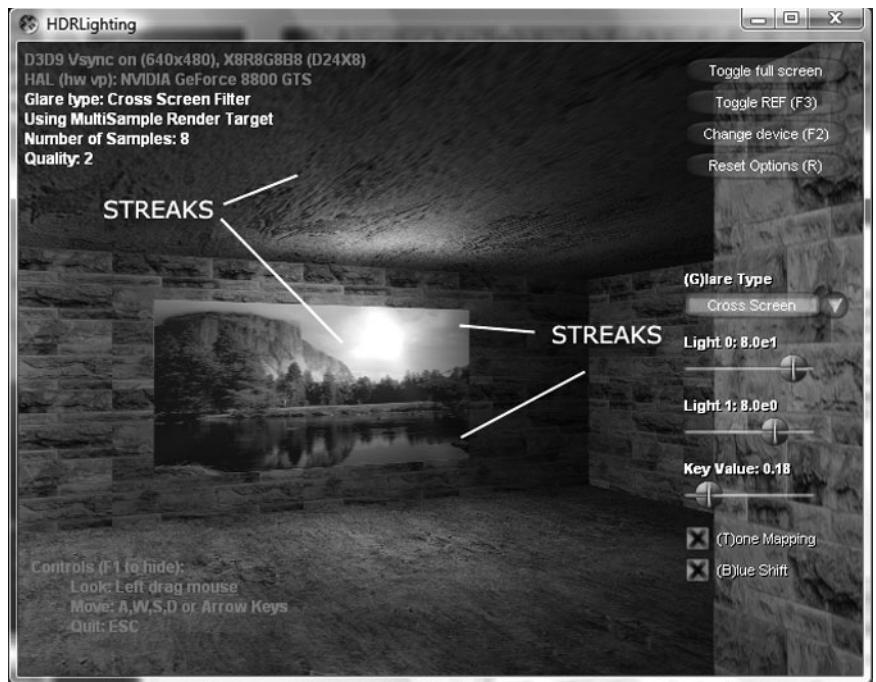 HDRLighting
D3D9 Vsync on (640x480), X8R8G8B8 (D24X8)
HAL (hw vp): NVIDIA GeForce 8800 GTS
Glare type: Cross Screen Filter
Using MultiSample Render Target
Number of Samples: 8
Quality: 2
Toggle full screen
Toggle REF (F3)
Change device (F2)
Reset Options (R)
STREAKS
STREAKS
(G)lare Type
Cross Screen
Light 0: 8.0e1
Light 1: 8.0e0
Key Value: 0.18
(T)one Mapping
(B)lue Shift
Controls (F1 to hide):
Look: Left drag mouse
Move: A,W,S,D or Arrow Keys
Quit: ESC